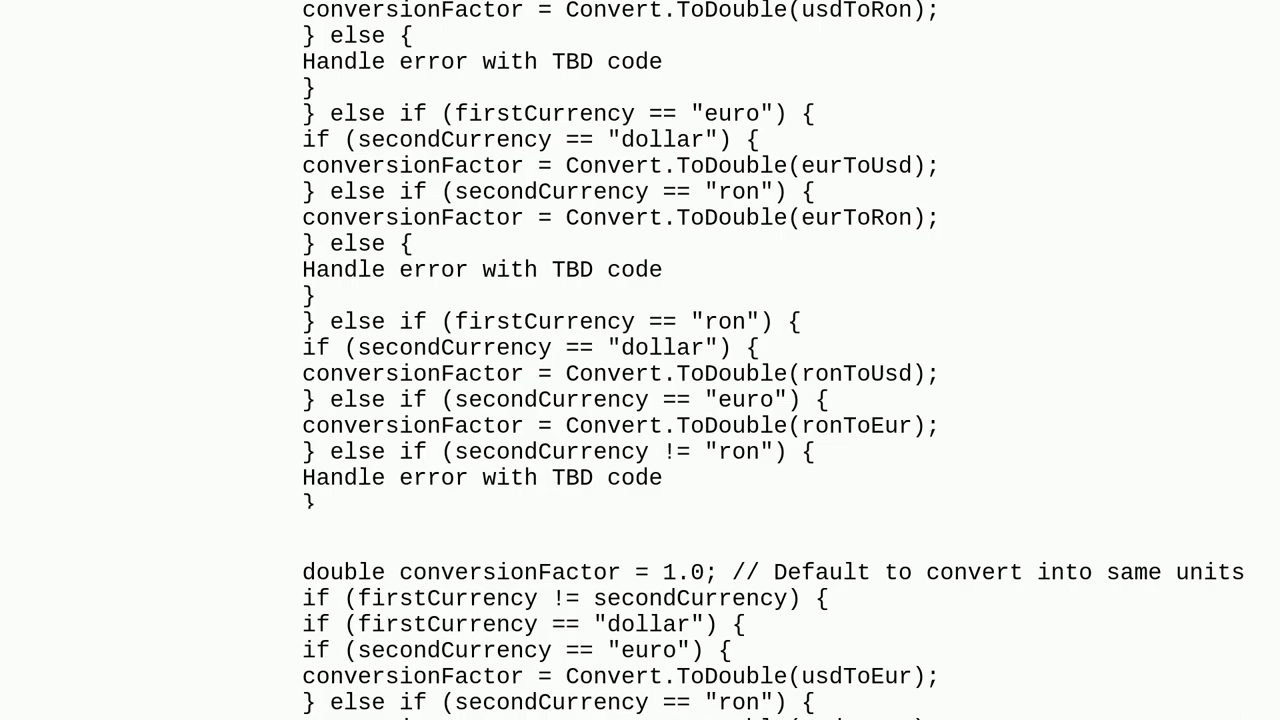 conversionFactor = Convert.ToDouble(usdToRon);
} else {
Handle error with TBD code
}
} else if (firstCurrency == "euro") {
if (secondCurrency == "dollar") {
conversionFactor = Convert.ToDouble(eurToUsd);
} else if (secondCurrency == "ron") {
conversionFactor = Convert.ToDouble(eurToRon);
} else {
Handle error with TBD code
}
} else if (firstCurrency == "ron") {
if (secondCurrency == "dollar") {
conversionFactor = Convert.ToDouble(ronToUsd);
} else if (secondCurrency == "euro") {
conversionFactor = Convert.ToDouble(ronToEur);
} else if (secondCurrency != "ron") {
Handle error with TBD code
}
double conversionFactor = 1.0; // Default to convert into same units
if (firstCurrency != secondCurrency) {
if (firstCurrency == "dollar") {
if (secondCurrency == "euro") {
conversionFactor = Convert.ToDouble(usdToEur);
} else if (secondCurrency == "ron") {